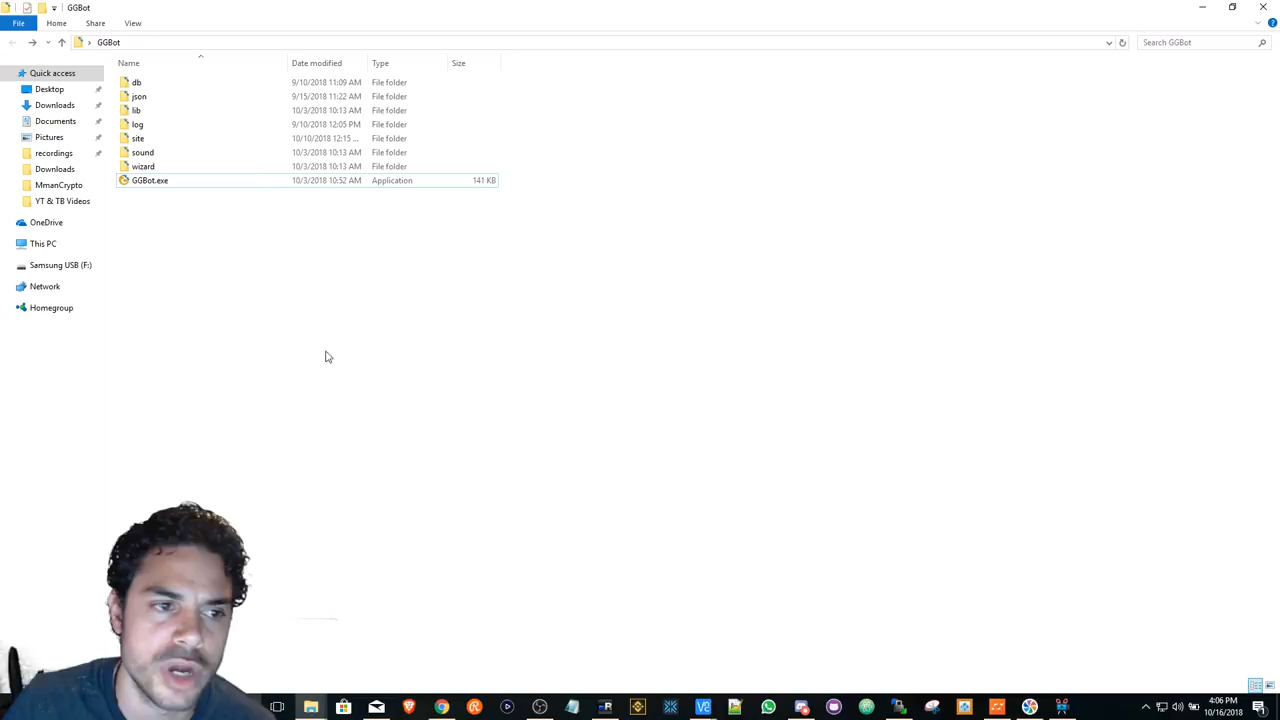 GGBot
File Home Share View
GGBot Search GGBot
Name Date modified Type Size
Quick access
Desktop
Downloads
Documents
Pictures
recordings
Downloads
MmanCrypto
YT & TB Videos
OneDrive
This PC
Samsung USB (F:)
Network
Homegroup
db 9/10/2018 11:09 AM File folder
json 9/15/2018 11:22 AM File folder
lib 10/3/2018 10:13 AM File folder
log 9/10/2018 12:05 PM File folder
site 10/10/2018 12:15 ... File folder
sound 10/3/2018 10:13 AM File folder
wizard 10/3/2018 10:13 AM File folder
GGBot.exe 10/3/2018 10:52 AM Application 141 KB
4:06 PM
10/16/2018